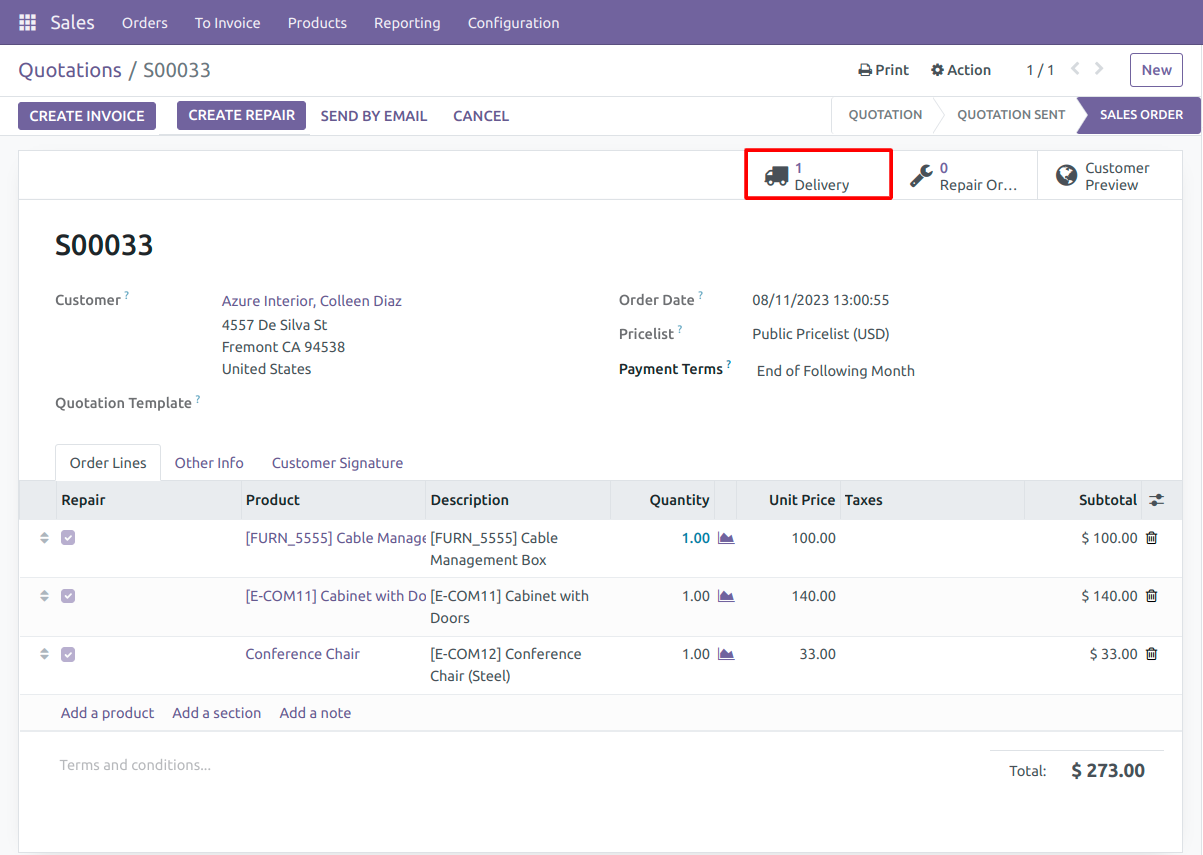 Sales Orders To Invoice Products Reporting Configuration
Quotations / S00033 Print Action 1 / 1 New
CREATE INVOICE CREATE REPAIR SEND BY EMAIL CANCEL QUOTATION QUOTATION SENT SALES ORDER
1 Delivery
0 Repair Or...
Customer Preview
S00033
Customer ? Azure Interior, Colleen Diaz
4557 De Silva St
Fremont CA 94538
United States
Quotation Template ?
Order Date ? 08/11/2023 13:00:55
Pricelist ? Public Pricelist (USD)
Payment Terms ? End of Following Month
Order Lines Other Info Customer Signature
Repair Product Description Quantity Unit Price Taxes Subtotal
[FURN_5555] Cable Manage [FURN_5555] Cable 1.00 100.00 $ 100.00
Management Box
[E-COM11] Cabinet with Do [E-COM11] Cabinet with 1.00 140.00 $ 140.00
Doors
Conference Chair [E-COM12] Conference 1.00 33.00 $ 33.00
Chair (Steel)
Add a product Add a section Add a note
Terms and conditions...
Total: $ 273.00